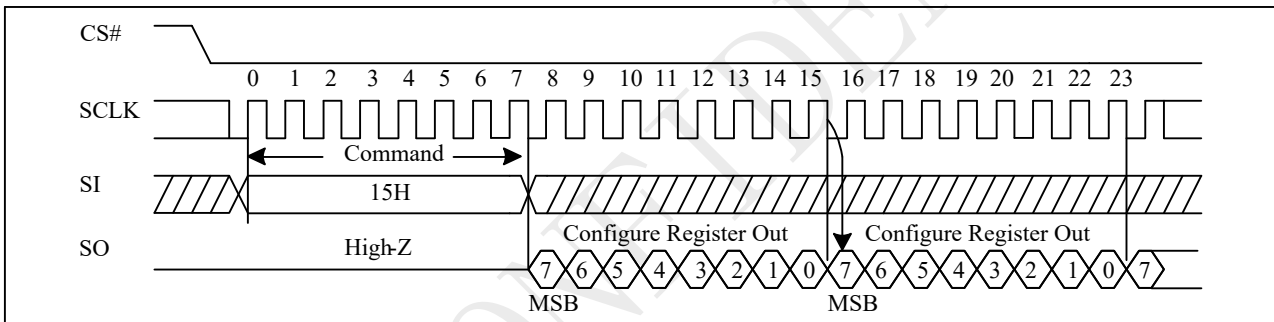 CS#
0 1 2 3 4 5 6 7 8 9 10 11 12 13 14 15 16 17 18 19 20 21 22 23
SCLK
Command
SI 15H
SO High-Z Configure Register Out Configure Register Out
7 6 5 4 3 2 1 0 7 6 5 4 3 2 1 0 7
MSB MSB